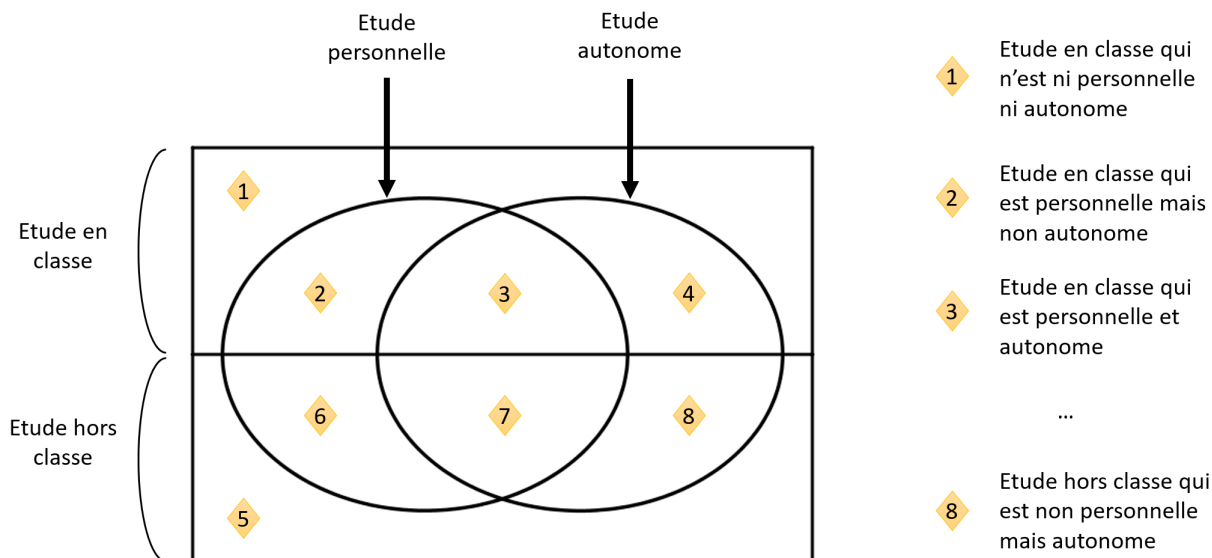 Etude
personnelle
Etude
autonome
Etude en
classe
Etude hors
classe
1
2
3
4
6
7
8
5
1
Etude en classe qui
n’est ni personnelle
ni autonome
2
Etude en classe qui
est personnelle mais
non autonome
3
Etude en classe qui
est personnelle et
autonome
...
8
Etude hors classe qui
est non personnelle
mais autonome